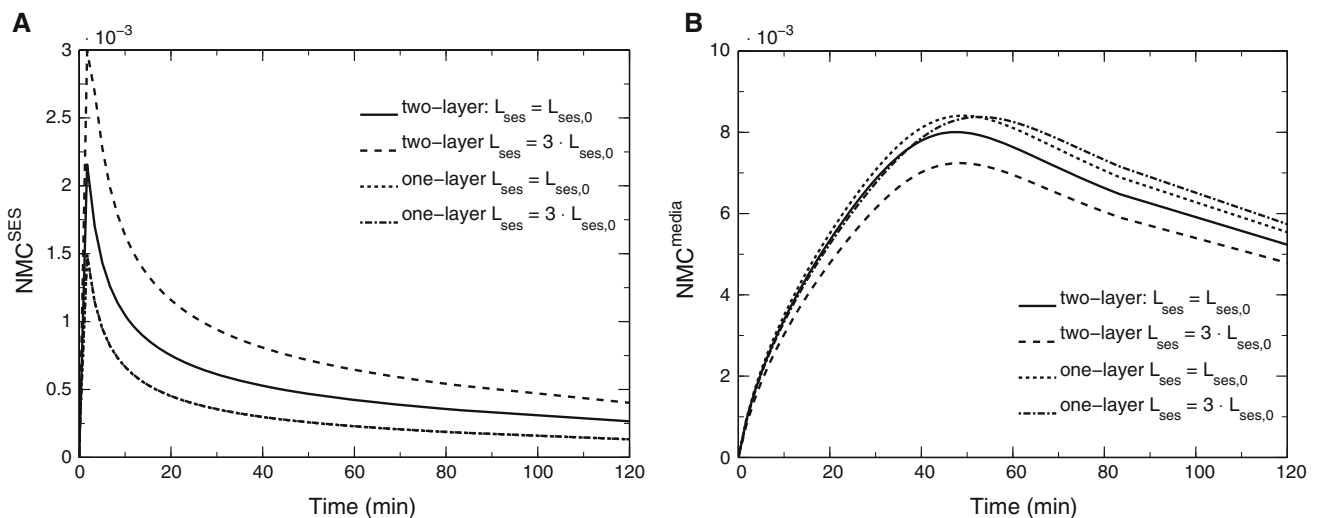 A
· 10⁻³
3
2.5
2
1.5
1
0.5
0
NMC^SES
two−layer: L_ses = L_ses,0
two−layer L_ses = 3 · L_ses,0
one−layer L_ses = L_ses,0
one−layer L_ses = 3 · L_ses,0
0 20 40 60 80 100 120
Time (min)
B
· 10⁻³
10
8
6
4
2
0
NMC^media
two−layer: L_ses = L_ses,0
two−layer L_ses = 3 · L_ses,0
one−layer L_ses = L_ses,0
one−layer L_ses = 3 · L_ses,0
0 20 40 60 80 100 120
Time (min)